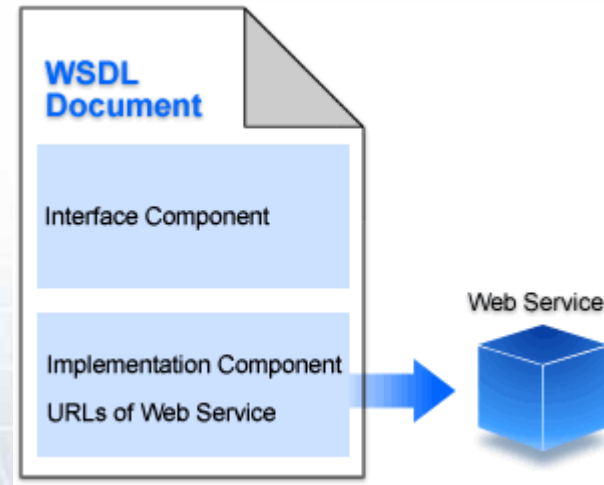 WSDL
Document
Interface Component
Implementation Component
URLs of Web Service
Web Service